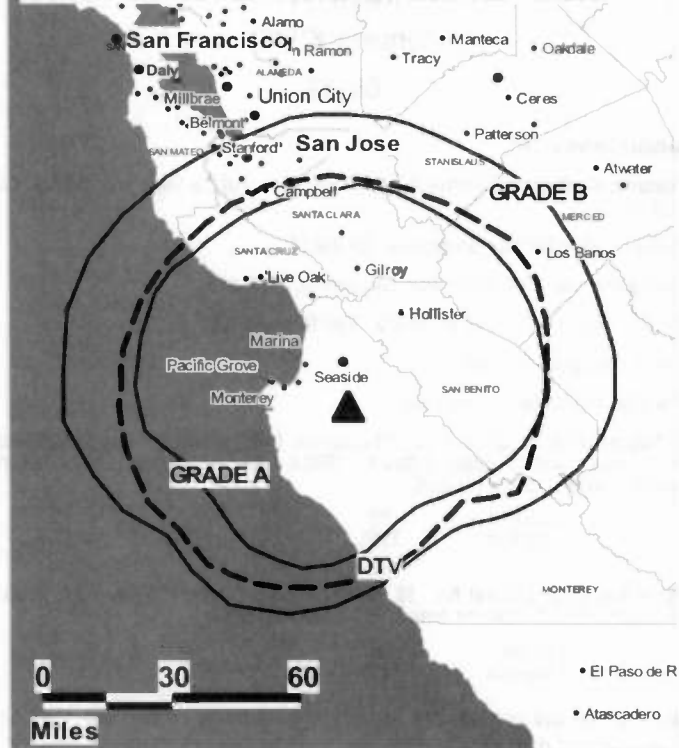 Alamo
San Francisco
Ramon
Manteca
Oakdale
Tracy
Daly
ALAMEDA
Millbrae
Union City
Ceres
Belmont
Patterson
SAN MATEO
Stanford
San Jose
STANISLAUS
Atwater
Campbell
GRADE B
SANTA CLARA
MERCED
SANTA CRUZ
Los Banos
Live Oak
Gilroy
Hollister
Marina
Pacific Grove
Seaside
SAN BENITO
Monterey
GRADE A
DTV
MONTEREY
0 30 60
El Paso de R
Atascadero
Miles